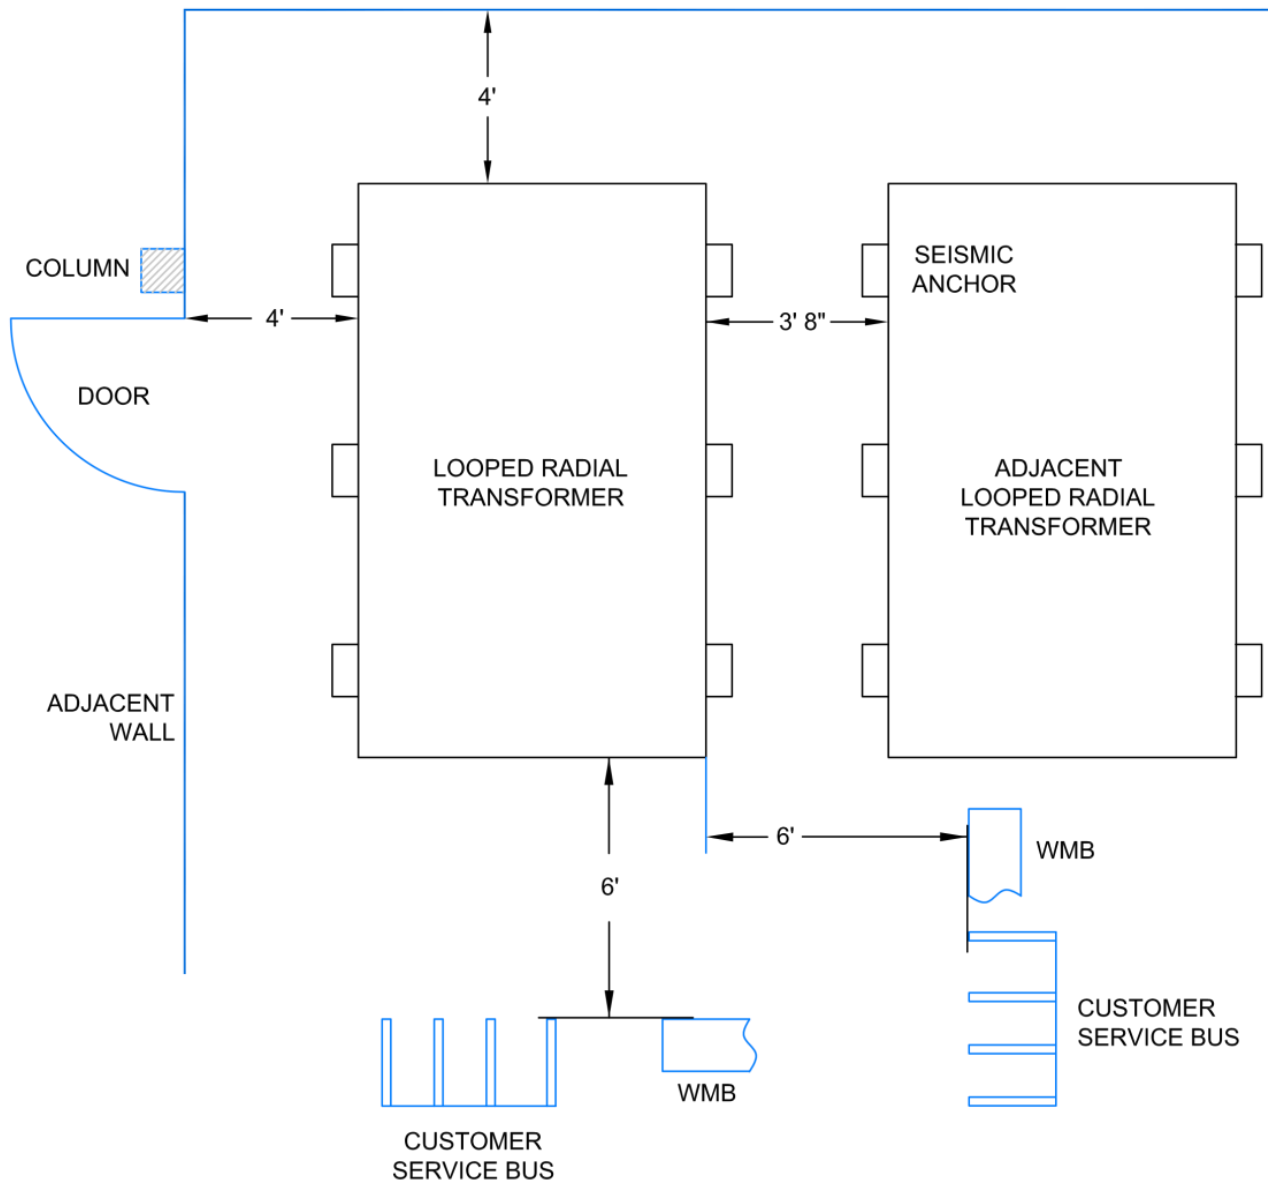 4'
COLUMN
SEISMIC
ANCHOR
4'
3' 8"
DOOR
LOOPED RADIAL
TRANSFORMER
ADJACENT
LOOPED RADIAL
TRANSFORMER
ADJACENT
WALL
6'
WMB
6'
CUSTOMER
SERVICE BUS
WMB
CUSTOMER
SERVICE BUS